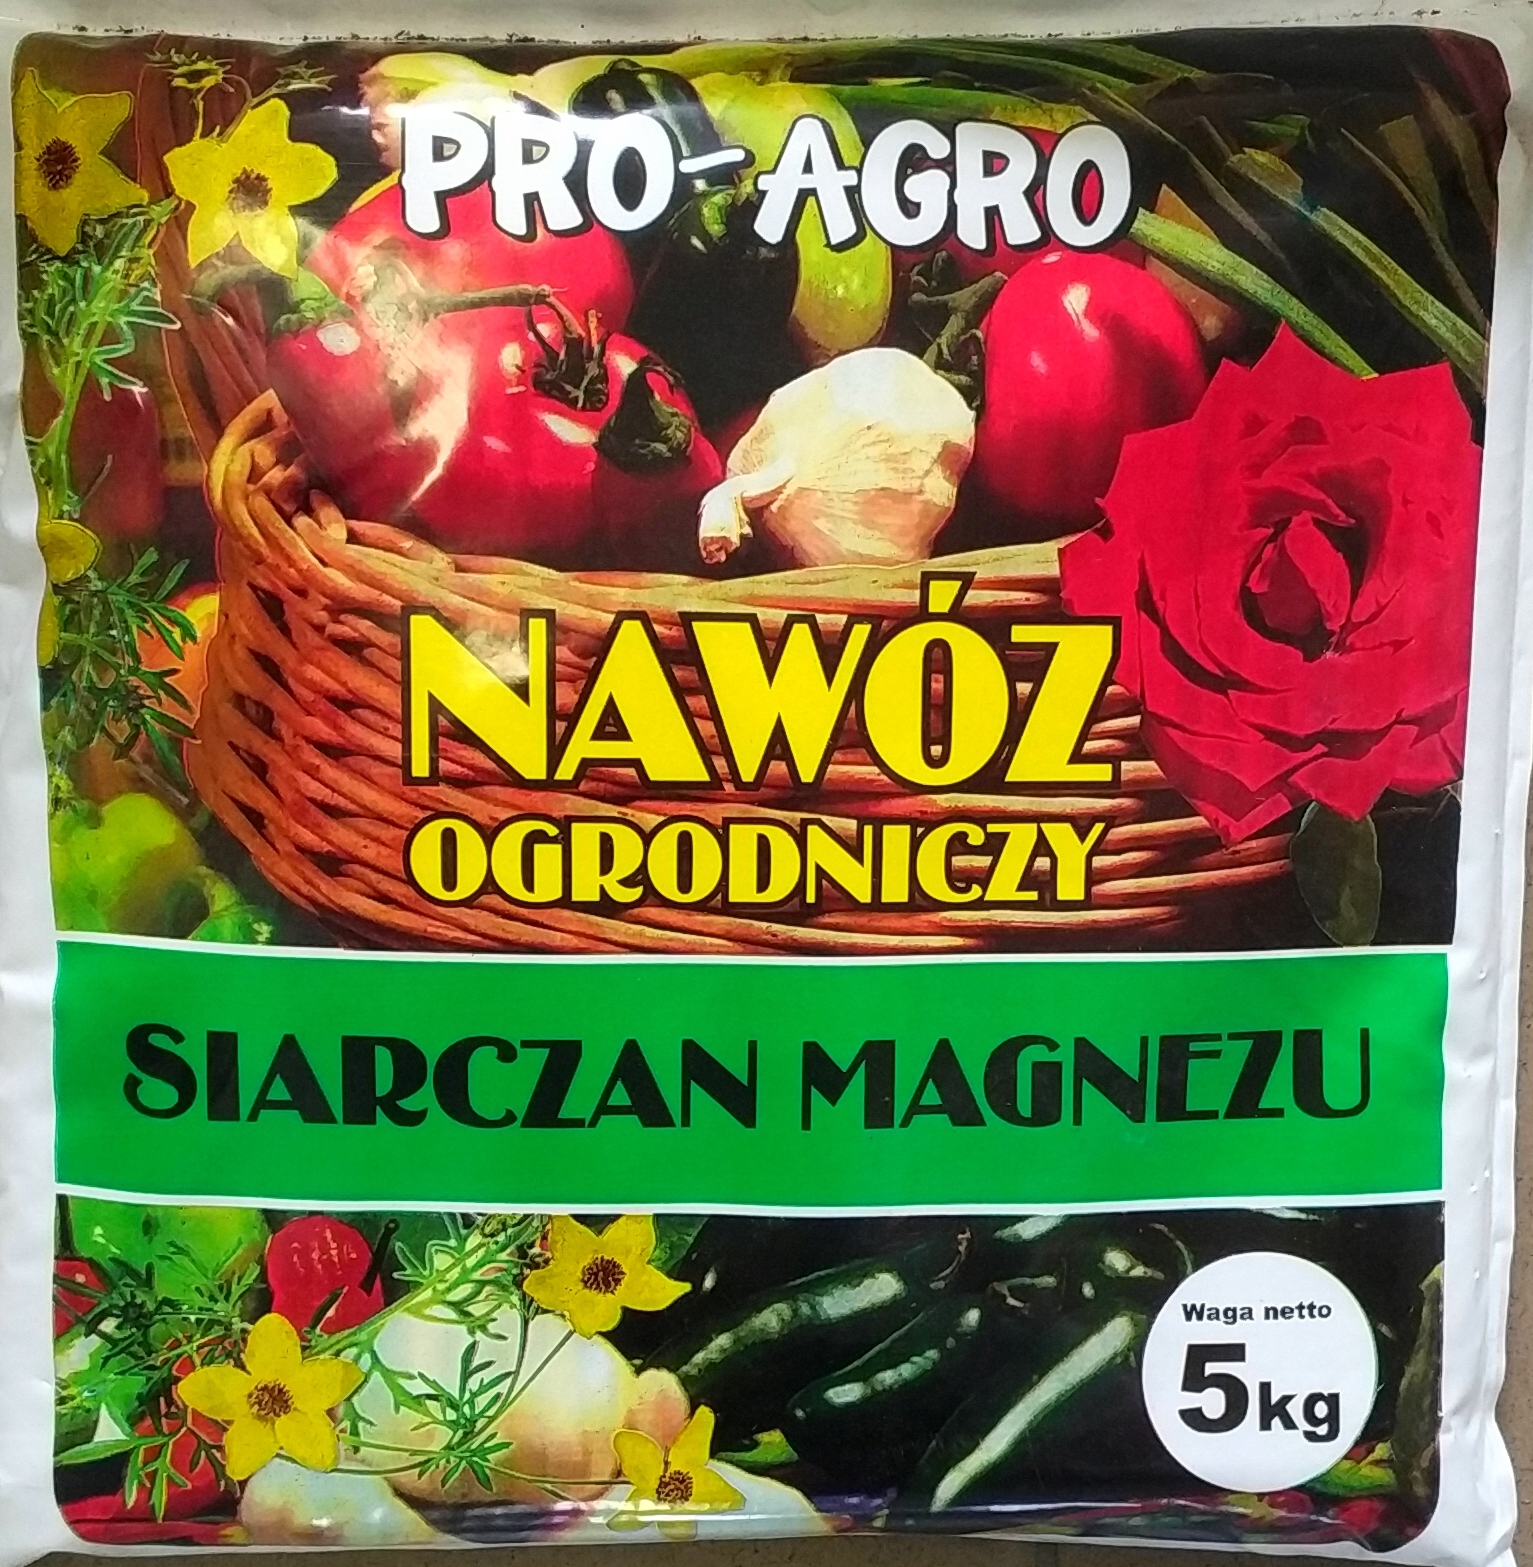 PRO-AGRO
NAWÓZ
OGRODNICZY
SIARCZAN MAGNEZU
Waga netto
5kg